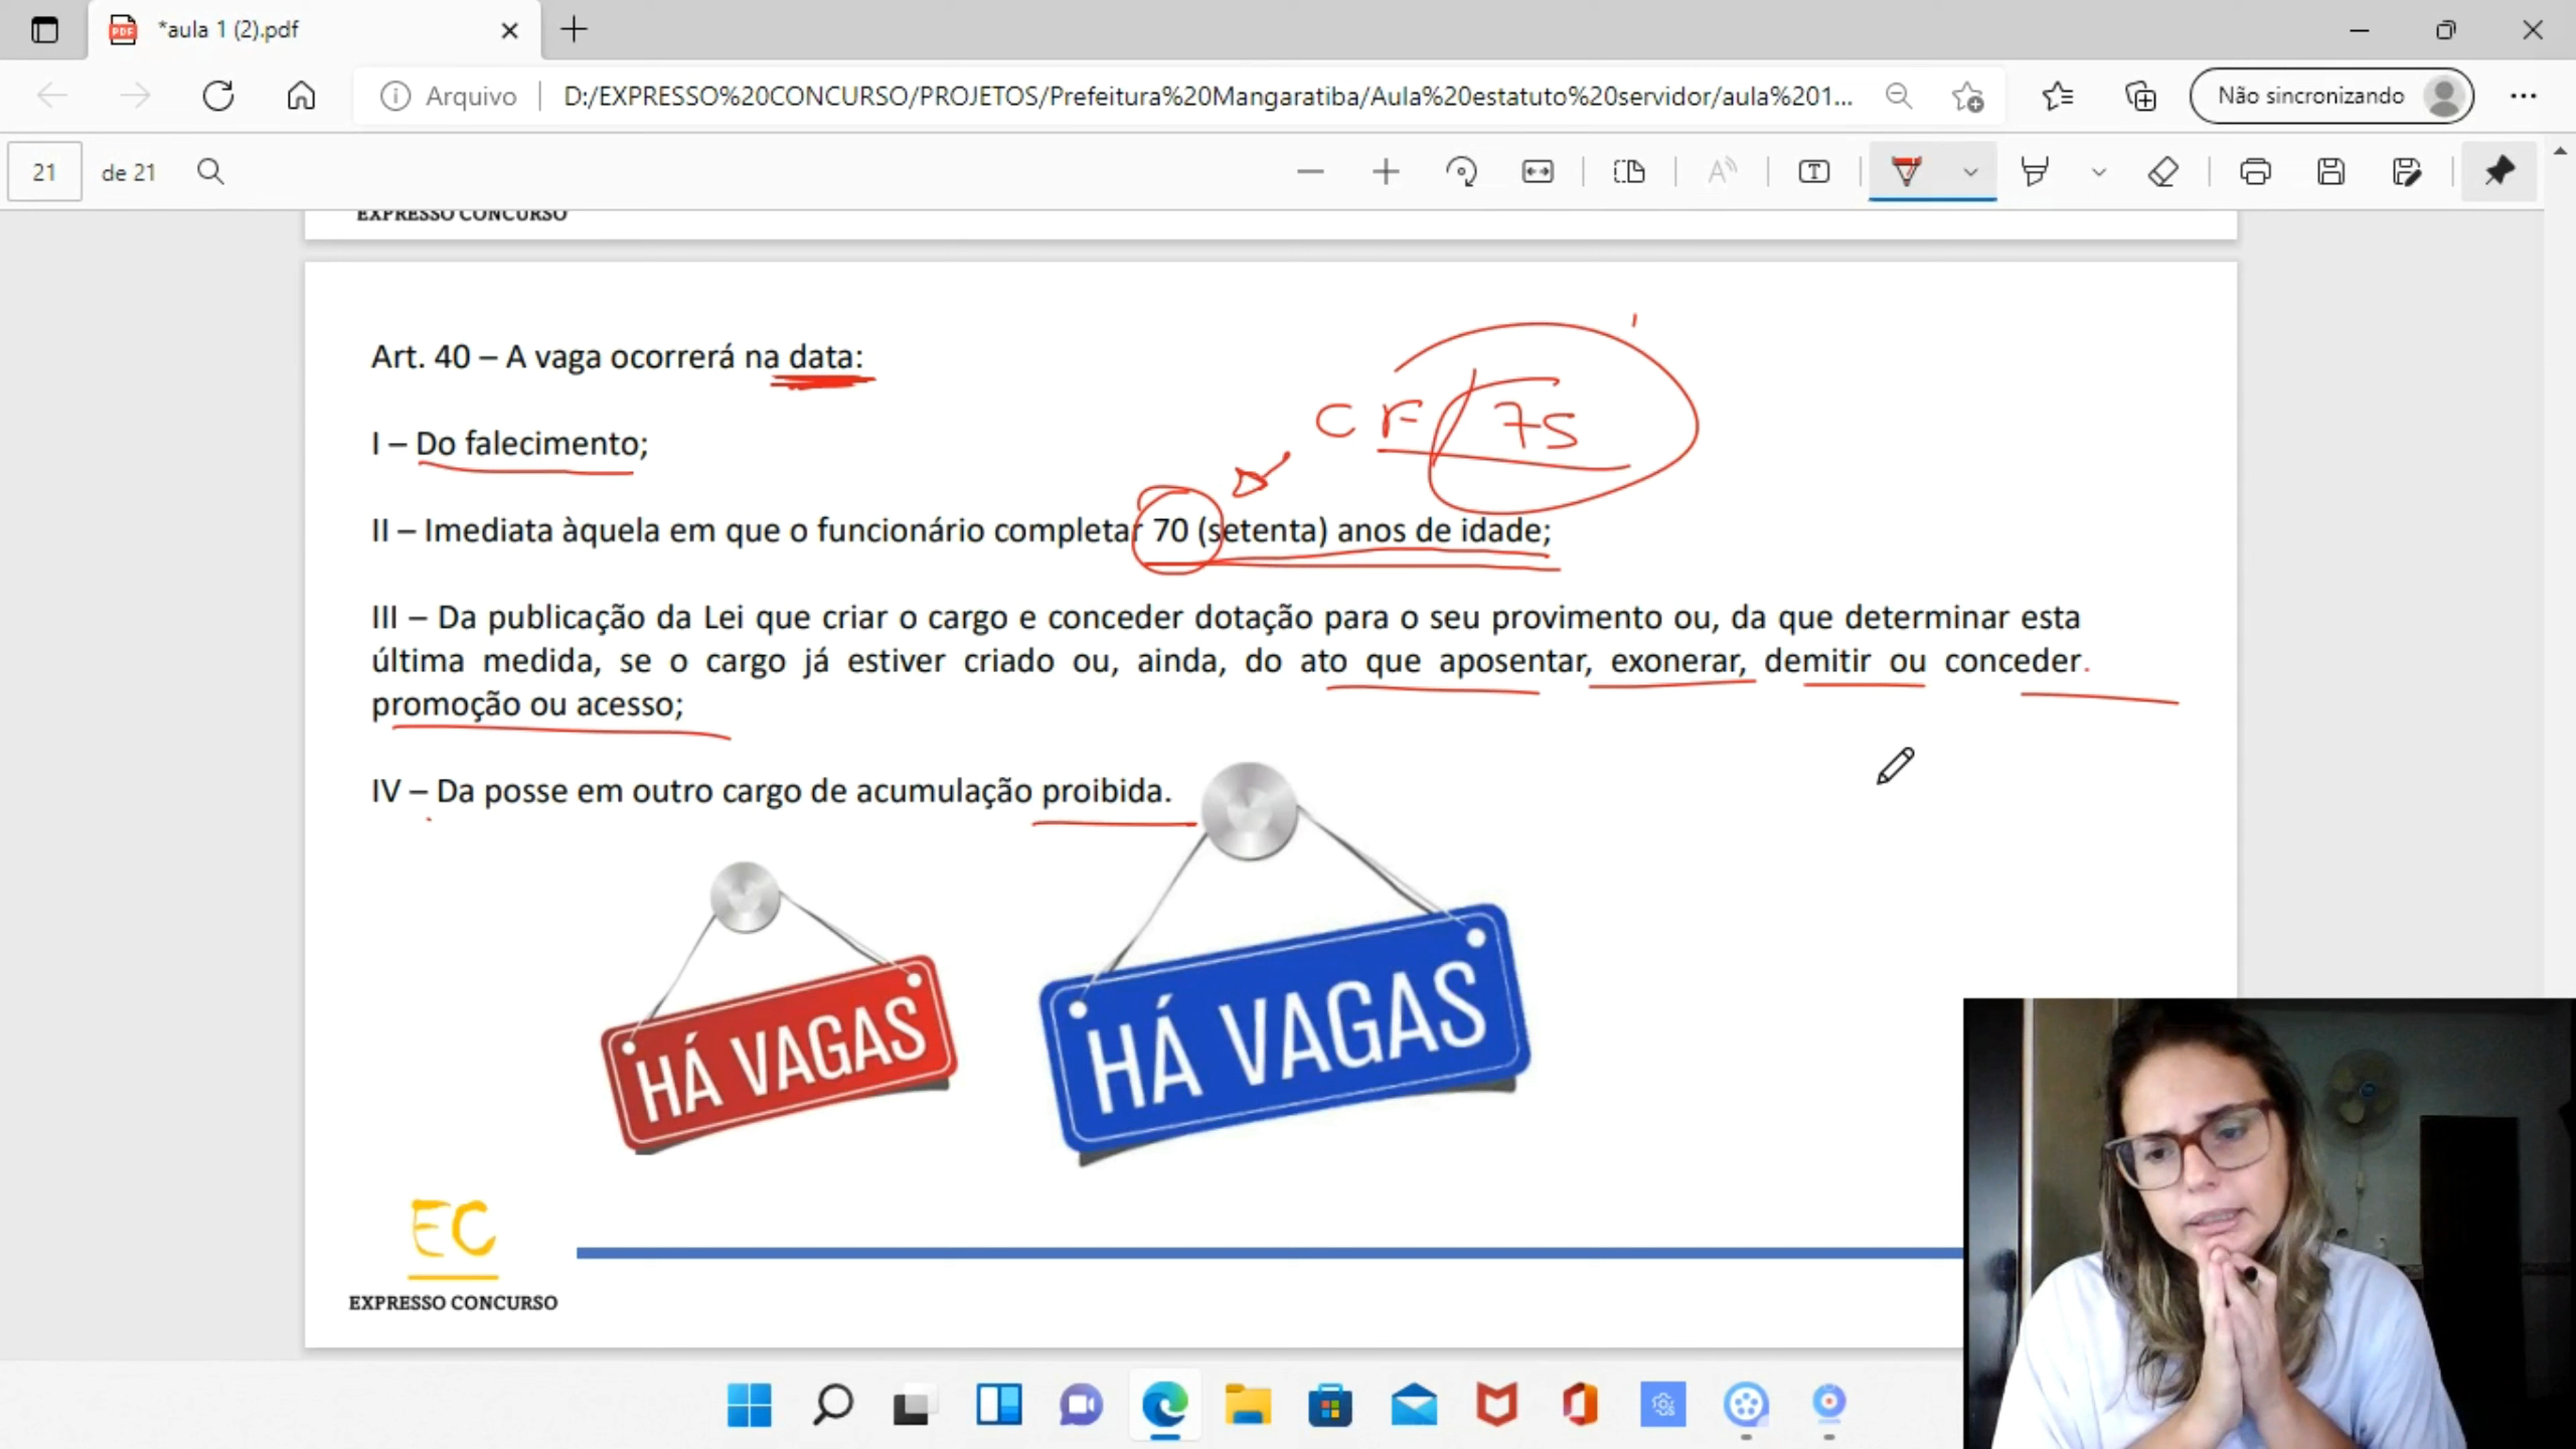 *aula 1 (2).pdf
Arquivo
D:/EXPRESSO%20CONCURSO/PROJETOS/Prefeitura%20Mangaratiba/Aula%20estatuto%20servidor/aula%201...
Não sincronizando
21 de 21
EXPRESSO CONCURSO
Art. 40 – A vaga ocorrerá na data:
CF/75
I – Do falecimento;
II – Imediata àquela em que o funcionário completar 70 (setenta) anos de idade;
III – Da publicação da Lei que criar o cargo e conceder dotação para o seu provimento ou, da que determinar esta
última medida, se o cargo já estiver criado ou, ainda, do ato que aposentar, exonerar, demitir ou conceder
promoção ou acesso;
IV – Da posse em outro cargo de acumulação proibida.
HÁ VAGAS
HÁ VAGAS
EC
EXPRESSO CONCURSO